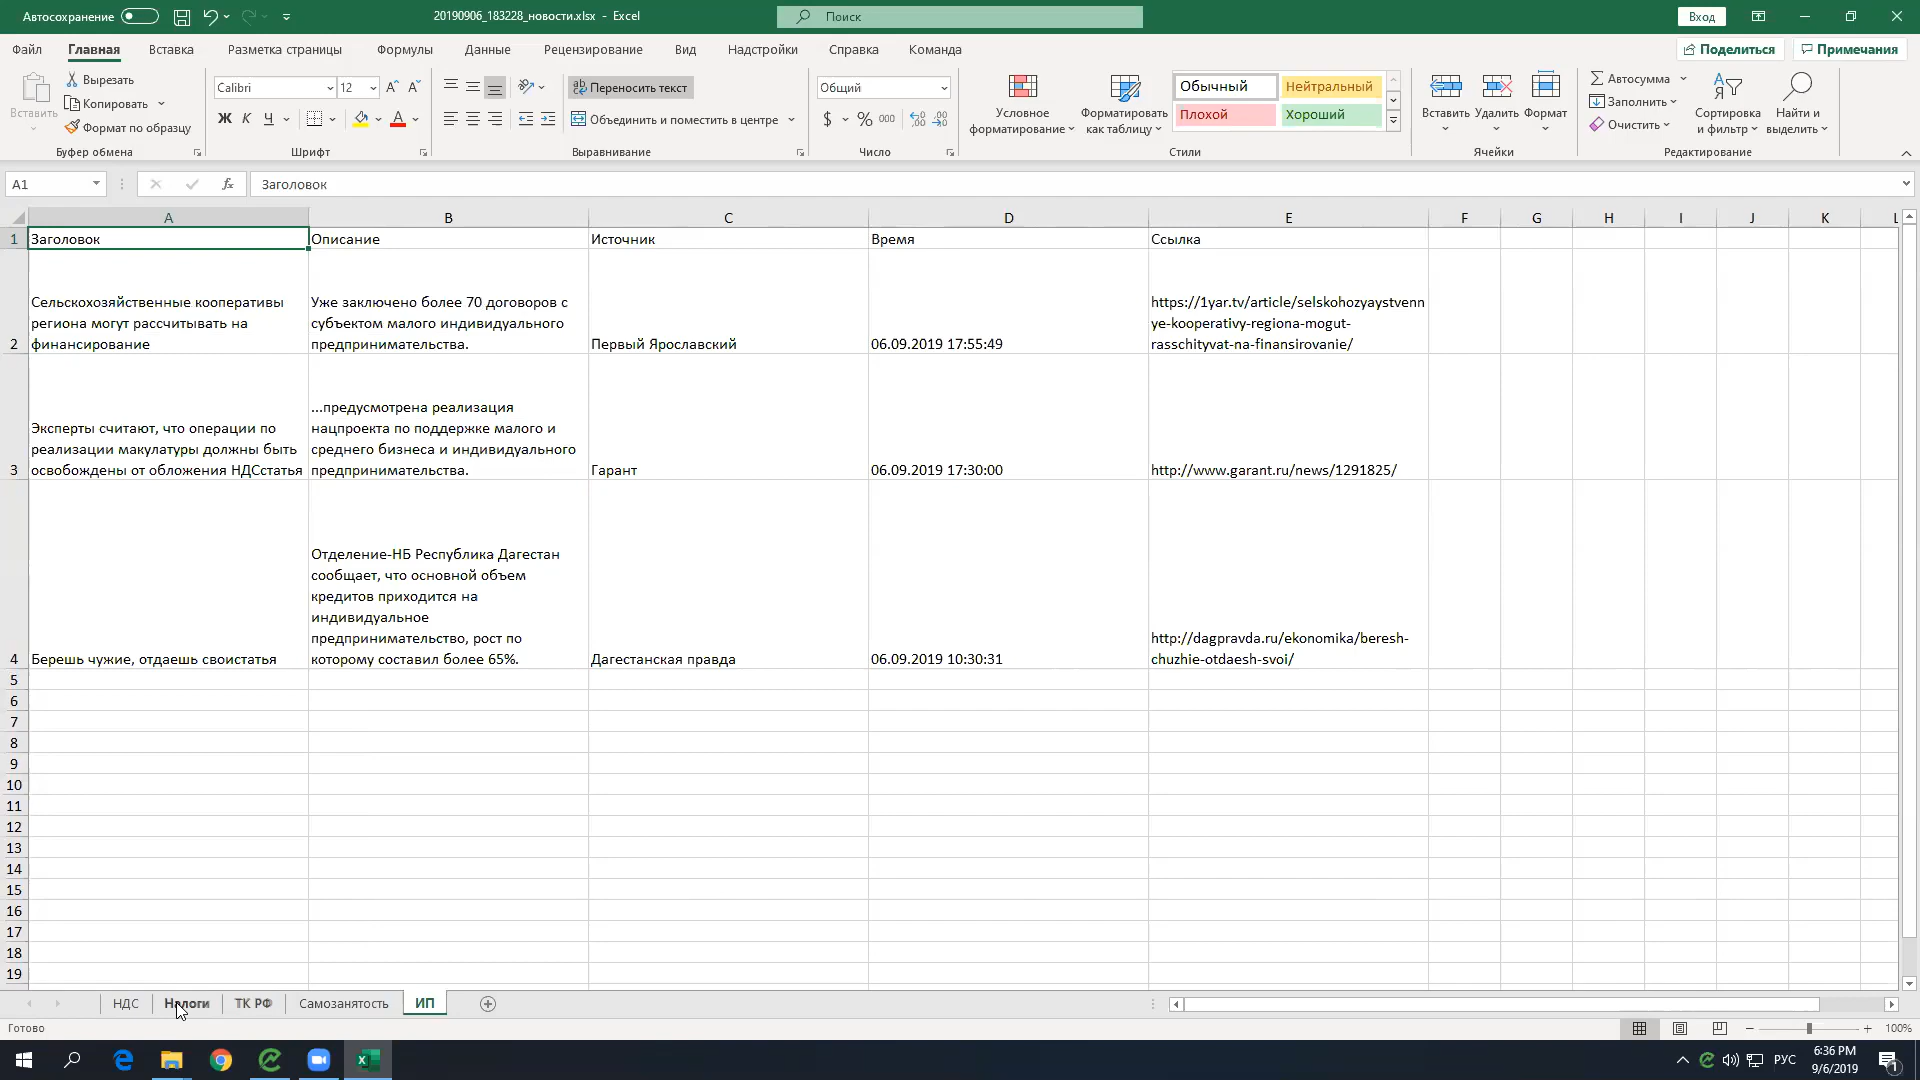 Автосохранение
20190906_183228_новости.xlsx - Excel
Поиск
Вход
Файл Главная Вставка Разметка страницы Формулы Данные Рецензирование Вид Надстройки Справка Команда
Поделиться Примечания
Вставить
Вырезать
Копировать
Формат по образцу
Буфер обмена
Calibri 12
Ж К Ч
Шрифт
Переносить текст
Объединить и поместить в центре
Выравнивание
Общий
$ % 000
Число
Условное форматирование
Форматировать как таблицу
Обычный Нейтральный
Плохой Хороший
Стили
Вставить Удалить Формат
Ячейки
Автосумма
Заполнить
Очистить
Сортировка и фильтр
Найти и выделить
Редактирование
A1 fx Заголовок
A B C D E F G H I J K L
1 Заголовок Описание Источник Время Ссылка
Сельскохозяйственные кооперативы
региона могут рассчитывать на
2 финансирование
Уже заключено более 70 договоров с
субъектом малого индивидуального
предпринимательства.
Первый Ярославский
06.09.2019 17:55:49
https://1yar.tv/article/selskohozyaystvenn
ye-kooperativy-regiona-mogut-
rasschityvat-na-finansirovanie/
Эксперты считают, что операции по
реализации макулатуры должны быть
3 освобождены от обложения НДСстатья
...предусмотрена реализация
нацпроекта по поддержке малого и
среднего бизнеса и индивидуального
предпринимательства.
Гарант
06.09.2019 17:30:00
http://www.garant.ru/news/1291825/
4 Берешь чужие, отдаешь своистатья
Отделение-НБ Республика Дагестан
сообщает, что основной объем
кредитов приходится на
индивидуальное
предпринимательство, рост по
которому составил более 65%.
Дагестанская правда
06.09.2019 10:30:31
http://dagpravda.ru/ekonomika/beresh-
chuzhie-otdaesh-svoi/
5
6
7
8
9
10
11
12
13
14
15
16
17
18
19
НДС Налоги ТК РФ Самозанятость ИП
Готово
100%
РУС
6:36 PM
9/6/2019
1